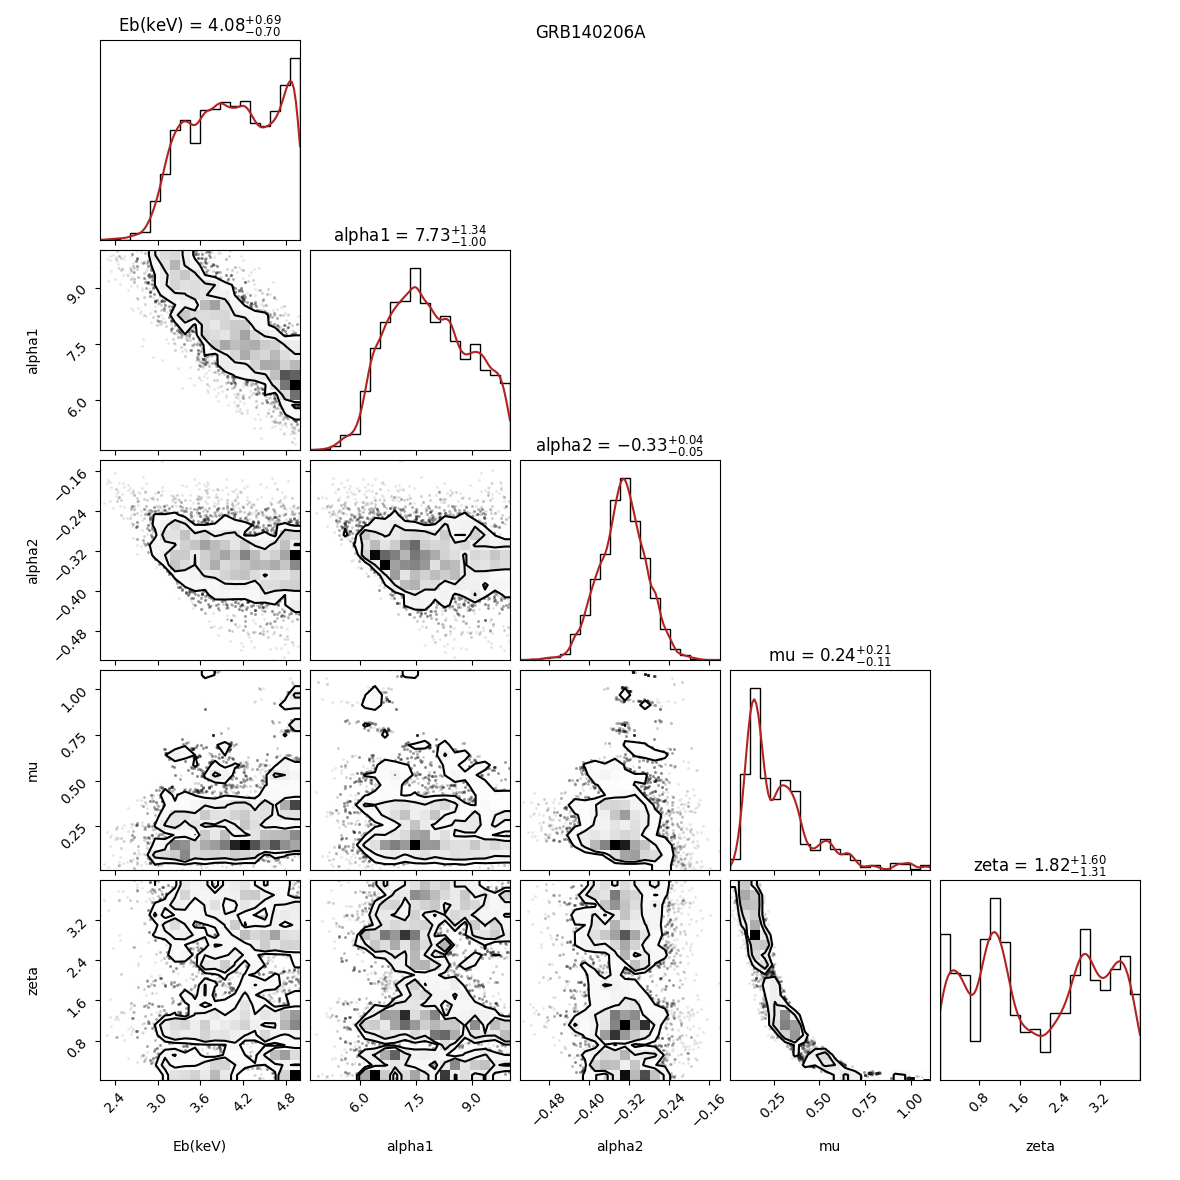 GRB140206A
Eb(keV) = 4.08+0.69−0.70
alpha1 = 7.73+1.34−1.00
alpha2 = −0.33+0.04−0.05
mu = 0.24+0.21−0.11
zeta = 1.82+1.60−1.31
alpha1
9.0
7.5
6.0
alpha2
−0.16
−0.24
−0.32
−0.40
−0.48
mu
1.00
0.75
0.50
0.25
zeta
3.2
2.4
1.6
0.8
2.4 3.0 3.6 4.2 4.8
6.0 7.5 9.0
−0.48 −0.40 −0.32 −0.24 −0.16
0.25 0.50 0.75 1.00
0.8 1.6 2.4 3.2
Eb(keV) alpha1 alpha2 mu zeta